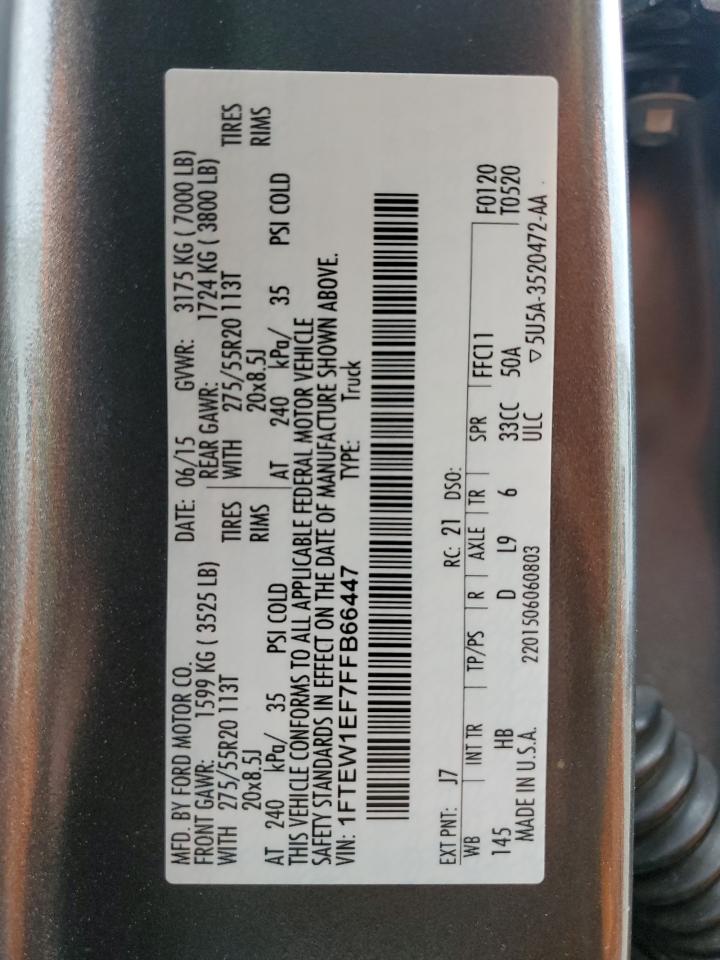 MFD. BY FORD MOTOR CO.
DATE: 06/15 GVWR: 3175 KG ( 7000 LB)
FRONT GAWR: 1599 KG ( 3525 LB) REAR GAWR: 1724 KG ( 3800 LB)
WITH 275/55R20 113T TIRES WITH 275/55R20 113T TIRES
20x8.5J RIMS 20x8.5J RIMS
AT 240 kPa/ 35 PSI COLD AT 240 kPa/ 35 PSI COLD
THIS VEHICLE CONFORMS TO ALL APPLICABLE FEDERAL MOTOR VEHICLE
SAFETY STANDARDS IN EFFECT ON THE DATE OF MANUFACTURE SHOWN ABOVE.
VIN: 1FTEW1EF7FFB66447 TYPE: Truck
EXT PNT: J7 RC: 21 DSO:
WB INT TR TP/PS R AXLE TR SPR FFC11 F0120
145 HB D L9 6 33CC 50A T0520
ULC
MADE IN U.S.A. 2201506060803 ▽5U5A-3520472-AA